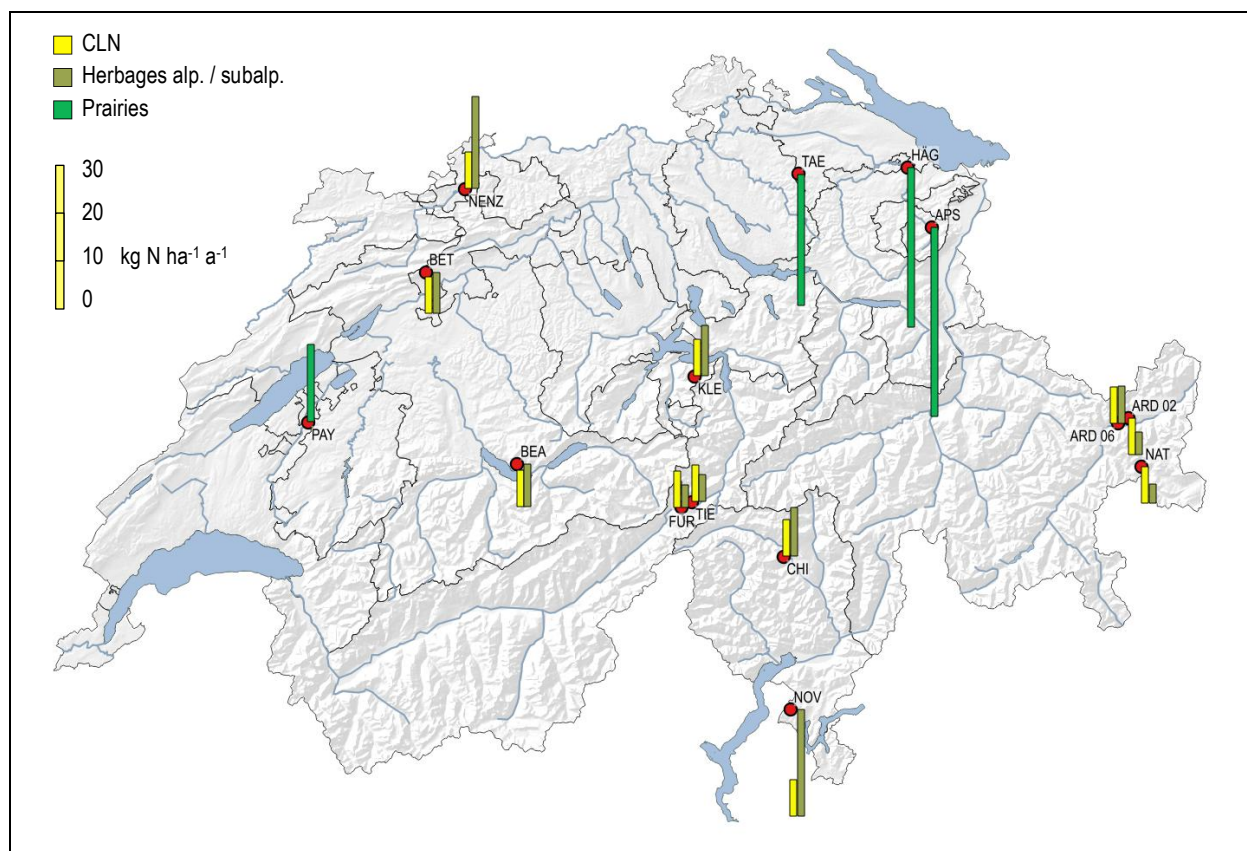 CLN
Herbages alp. / subalp.
Prairies
30
20
10 kg N ha⁻¹ a⁻¹
0
NENZ
TAE
HÄG
APS
BET
KLE
PAY
BEA
ARD 02
ARD 06
NAT
FUR
TIE
CHI
NOV